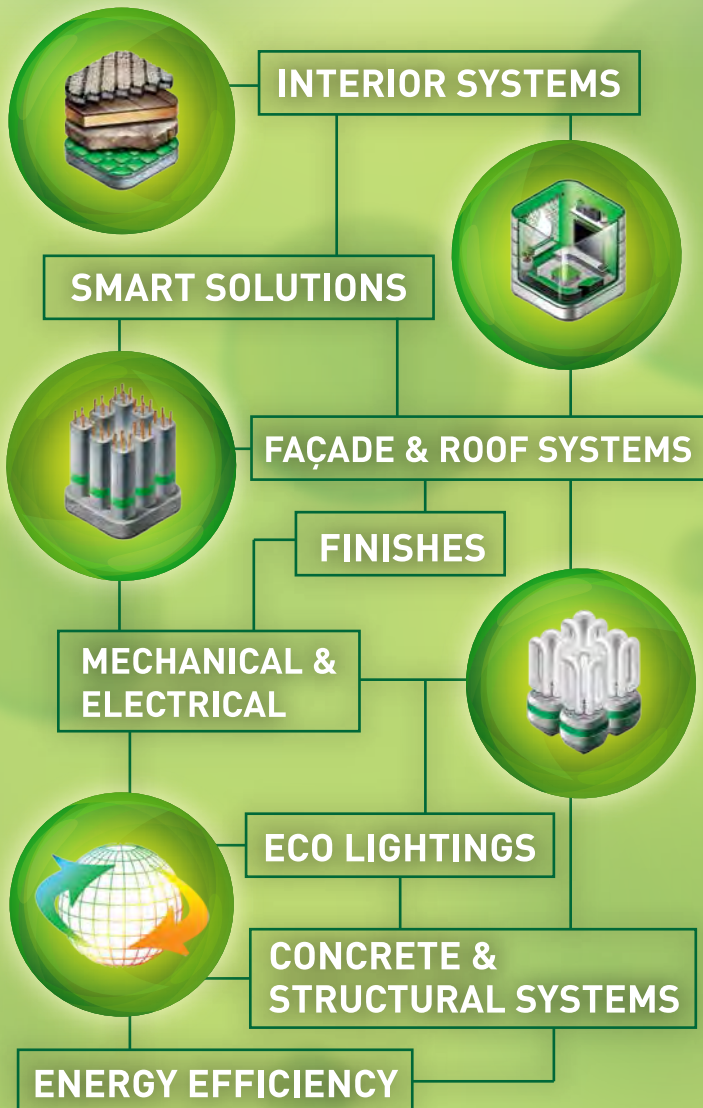 INTERIOR SYSTEMS
SMART SOLUTIONS
FAÇADE & ROOF SYSTEMS
FINISHES
MECHANICAL &
ELECTRICAL
ECO LIGHTINGS
CONCRETE &
STRUCTURAL SYSTEMS
ENERGY EFFICIENCY